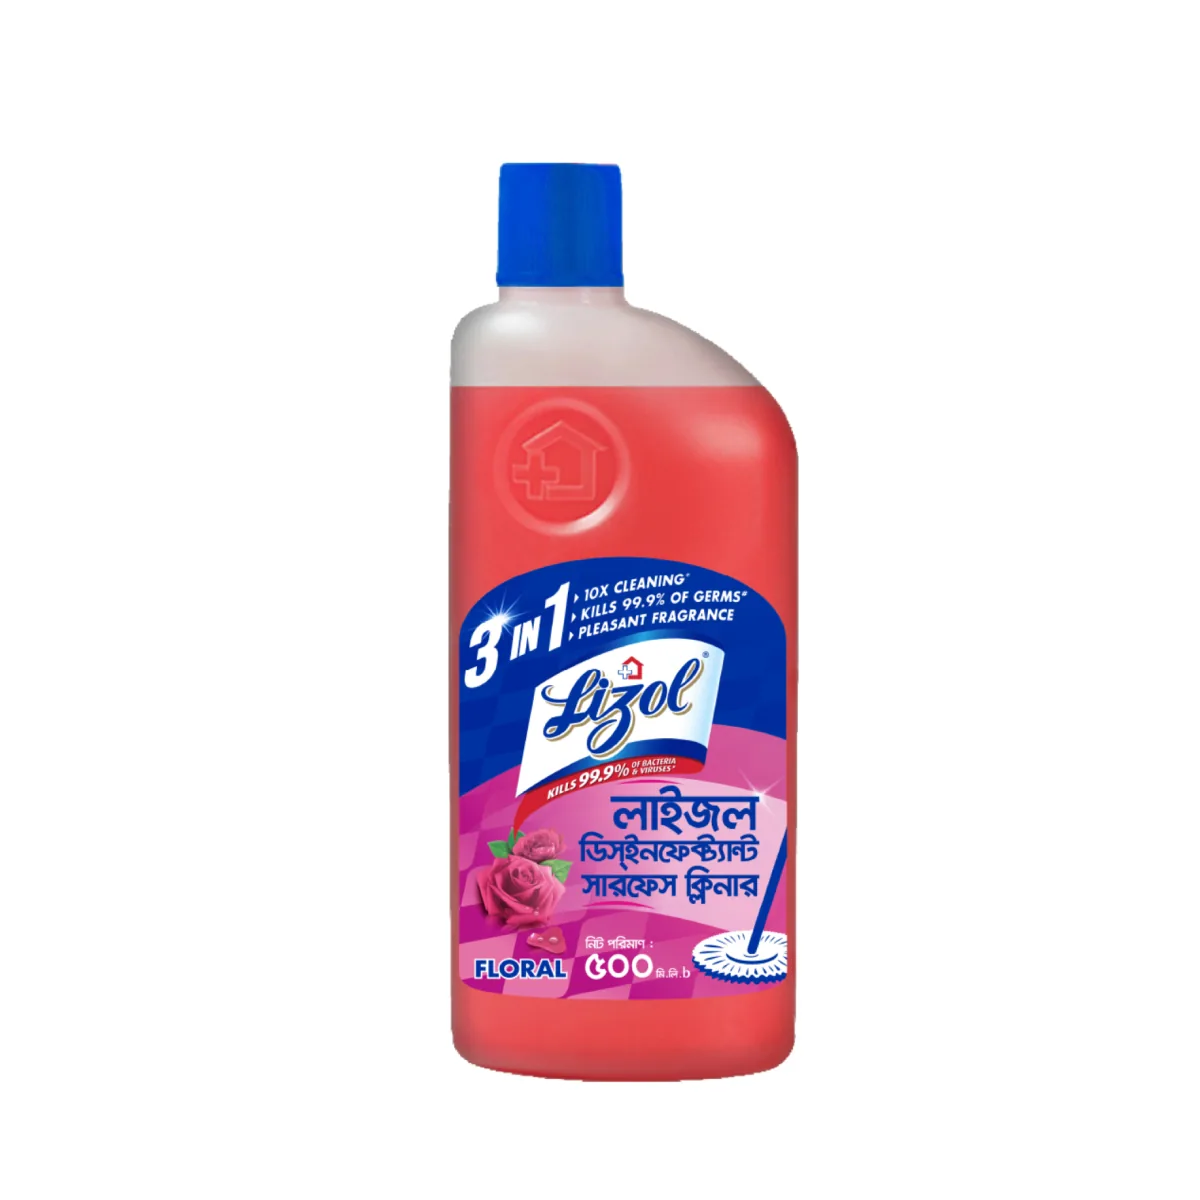 3 IN 1
10X CLEANING*
KILLS 99.9% OF GERMS#
PLEASANT FRAGRANCE
Lizol®
KILLS 99.9% OF BACTERIA & VIRUSES*
লাইজল
ডিস্ইনফেক্ট্যান্ট
সারফেস ক্লিনার
নিট পরিমাণ :
৫০০ মি.লি.b
FLORAL